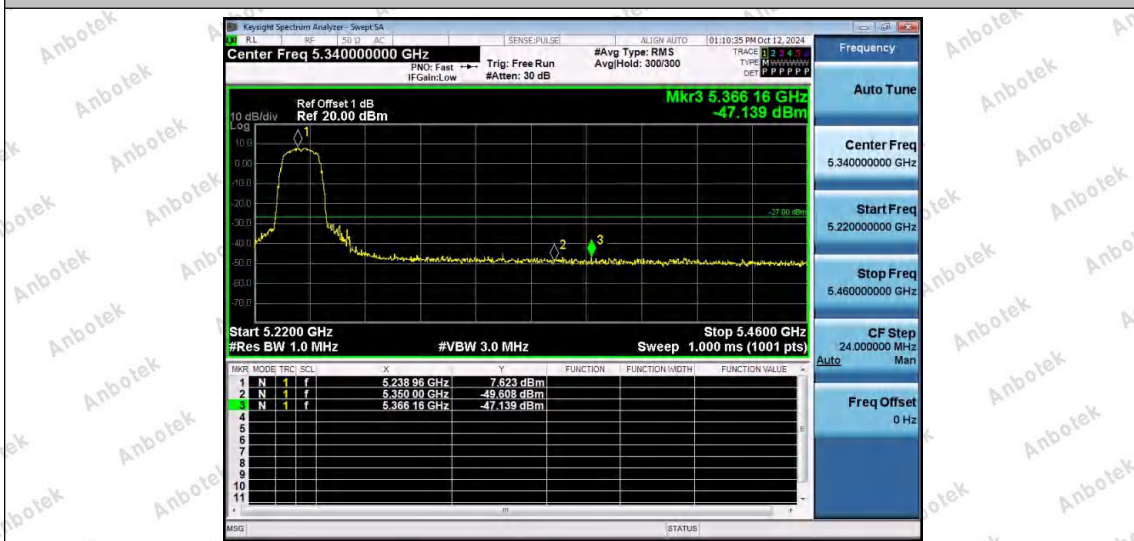 Keysight Spectrum Analyzer - Swept SA
RL RF 50 Ω AC SENSE:PULSE ALIGN AUTO 01:10:35 PM Oct 12, 2024
Center Freq 5.340000000 GHz
PNO: Fast
IFGain:Low
Trig: Free Run
#Atten: 30 dB
#Avg Type: RMS
Avg|Hold: 300/300
TRACE 1 2 3 4 5 6
TYPE M W W W W W
DET P P P P P P
Ref Offset 1 dB
Ref 20.00 dBm
10 dB/div
Log
Mkr3 5.366 16 GHz
-47.139 dBm
10.0
0.00
-10.0
-20.0
-30.0
-40.0
-50.0
-60.0
-70.0
1
2
3
-27.00 dBm
Start 5.2200 GHz Stop 5.4600 GHz
#Res BW 1.0 MHz #VBW 3.0 MHz Sweep 1.000 ms (1001 pts)
MKR MODE TRC SCL X Y FUNCTION FUNCTION WIDTH FUNCTION VALUE
1 N 1 f 5.238 96 GHz 7.623 dBm
2 N 1 f 5.350 00 GHz -49.608 dBm
3 N 1 f 5.366 16 GHz -47.139 dBm
4
5
6
7
8
9
10
11
MSG STATUS
Frequency
Auto Tune
Center Freq
5.340000000 GHz
Start Freq
5.220000000 GHz
Stop Freq
5.460000000 GHz
CF Step
24.000000 MHz
Auto Man
Freq Offset
0 Hz
Anbotek